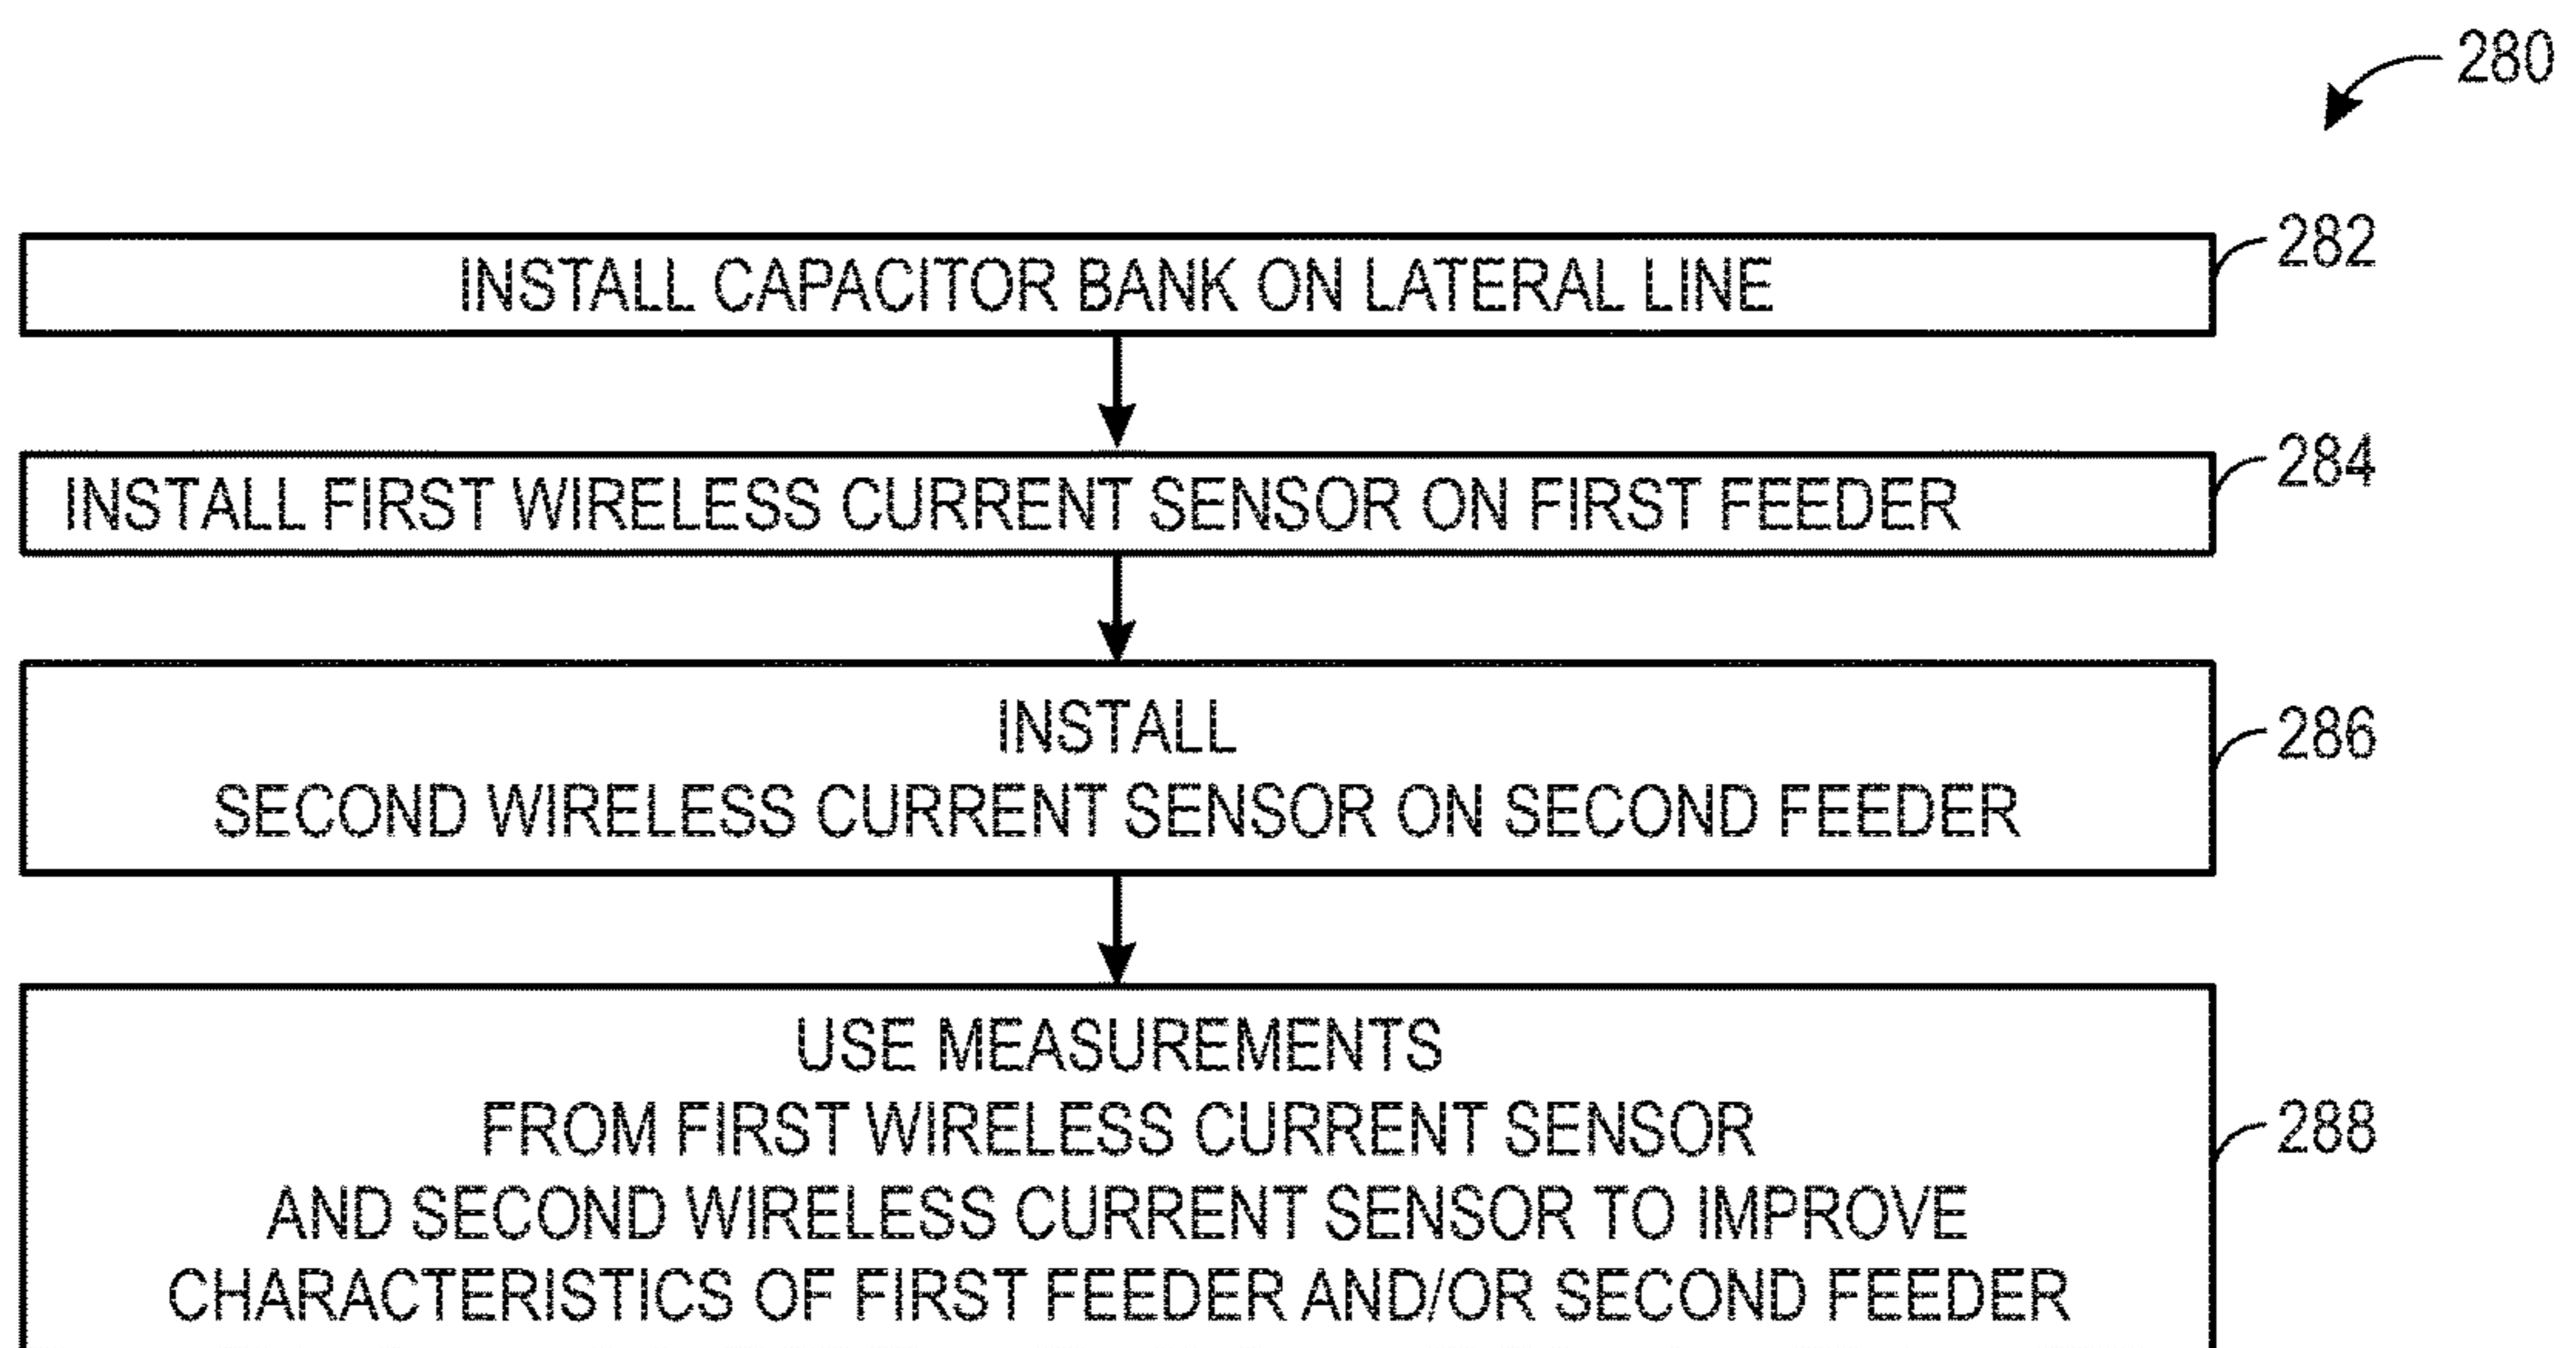 280
282
INSTALL CAPACITOR BANK ON LATERAL LINE
284
INSTALL FIRST WIRELESS CURRENT SENSOR ON FIRST FEEDER
INSTALL
286
SECOND WIRELESS CURRENT SENSOR ON SECOND FEEDER
USE MEASUREMENTS
FROM FIRST WIRELESS CURRENT SENSOR
288
AND SECOND WIRELESS CURRENT SENSOR TO IMPROVE
CHARACTERISTICS OF FIRST FEEDER AND/OR SECOND FEEDER